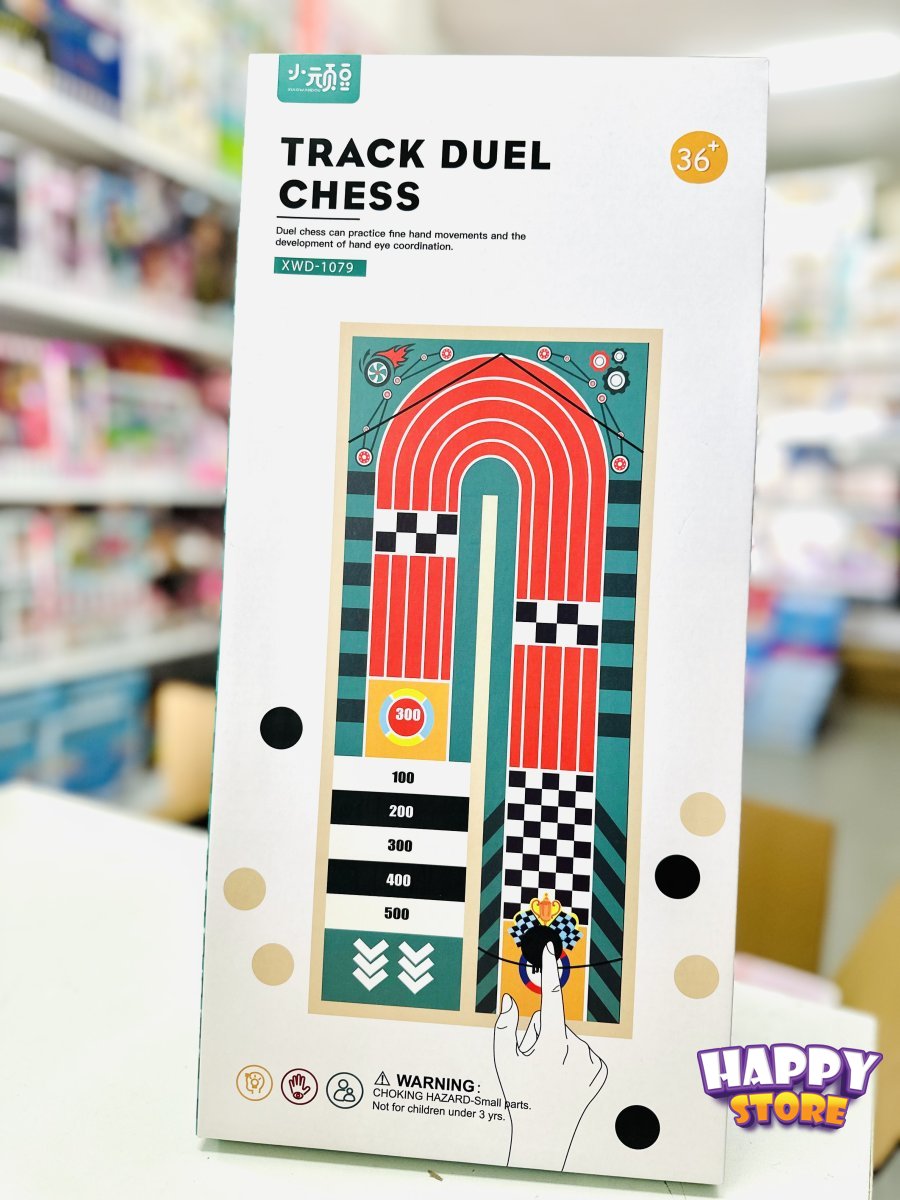 小顽豆
XIAOWANDOU
TRACK DUEL
CHESS
36+
Duel chess can practice fine hand movements and the
development of hand eye coordination.
XWD-1079
300
100
200
300
400
500
WARNING:
CHOKING HAZARD-Small parts.
Not for children under 3 yrs.
HAPPY
STORE